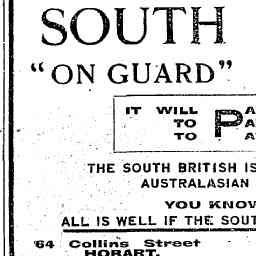 SOUTH
“ON GUARD”
IT WILL
TO P
TO
THE SOUTH BRITISH IS
AUSTRALASIAN
YOU KNOW
ALL IS WELL IF THE SOUT
64 Collins Street
HOBART.